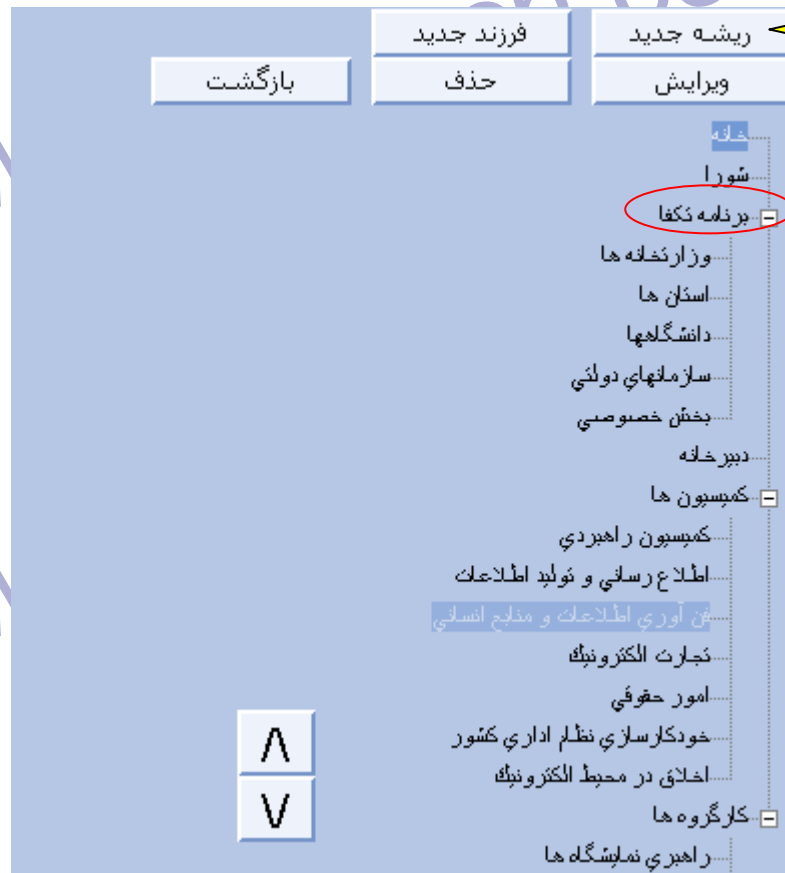 ریشه جدید فرزند جدید
ویرایش حذف بازگشت
خانه
شورا
برنامه تکفا
وزارتخانه ها
استان ها
دانشگاهها
سازمانهاي دولتي
بخش خصوصي
دبيرخانه
كميسيون ها
كميسيون راهبردي
اطلاع رساني و توليد اطلاعات
فن آوري اطلاعات و منابع انساني
تجارت الكترونيك
امور حقوقي
خودكارسازي نظام اداري كشور
اخلاق در محيط الكترونيك
كارگروه ها
راهبري نمايشگاه ها